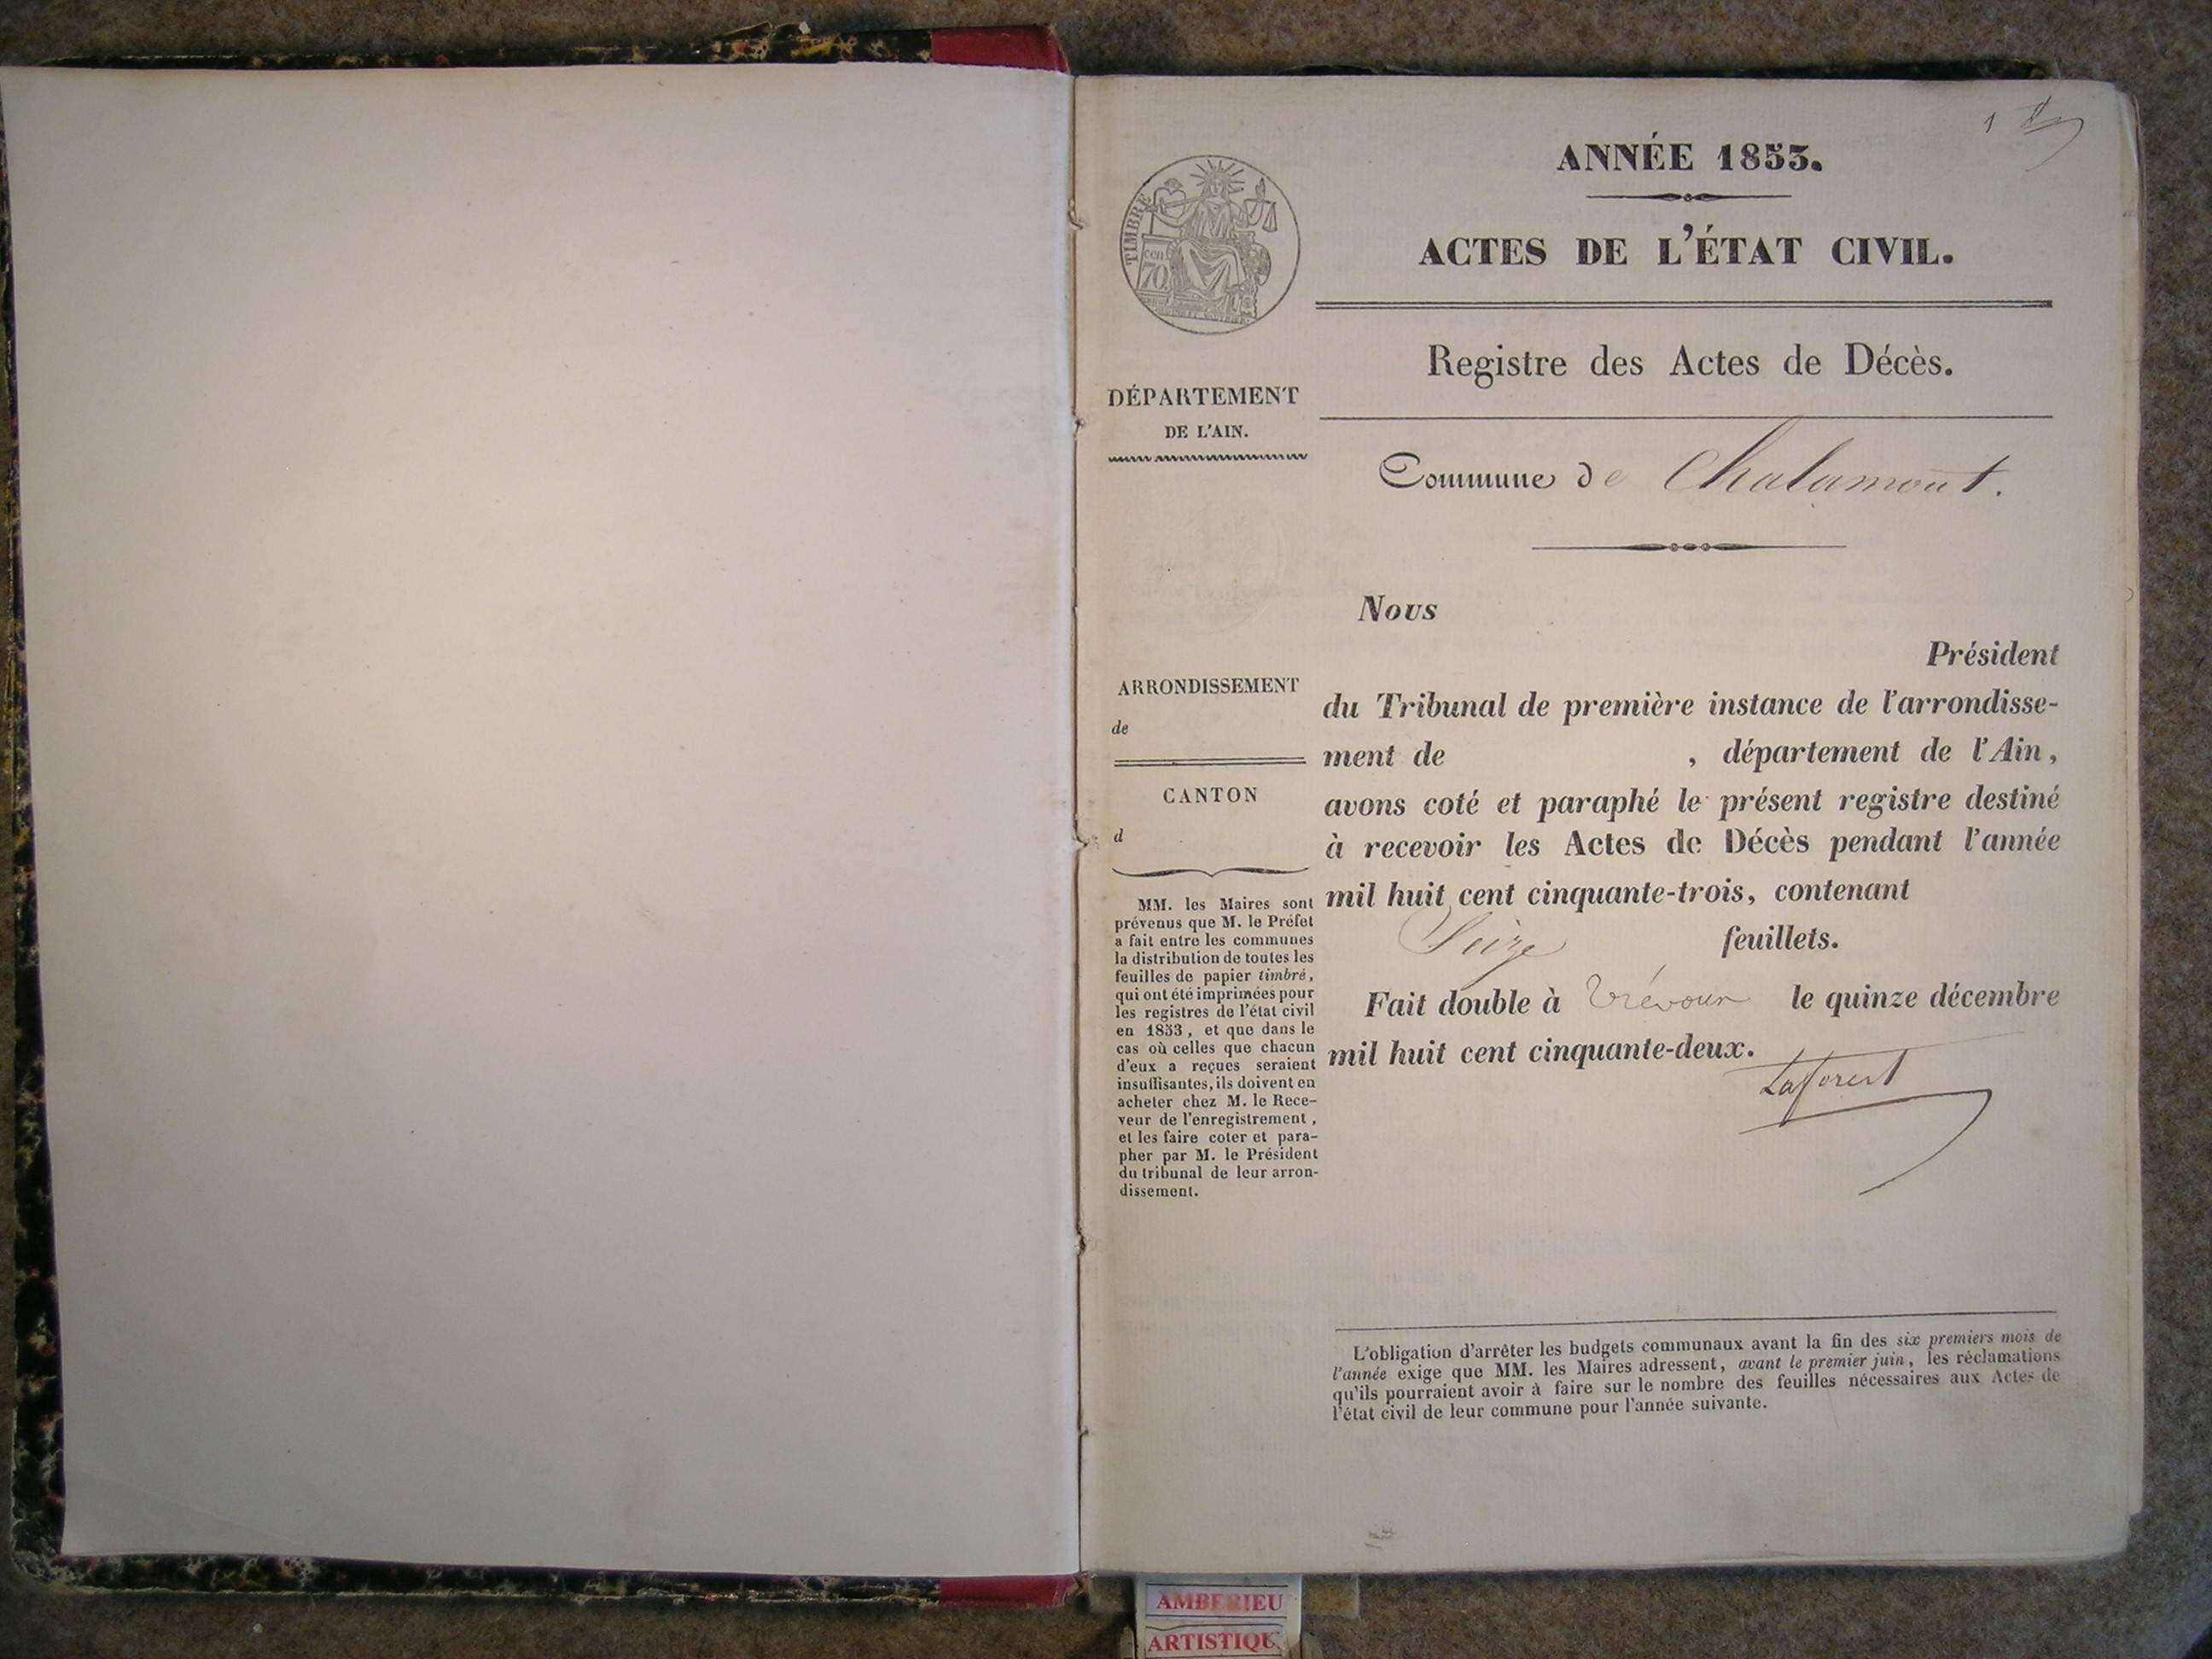 1
ANNÉE 1853.
ACTES DE L'ÉTAT CIVIL.
Registre des Actes de Décès.
Commune de Chalamont.
TIMBRE
cen
70
DÉPARTEMENT
DE L'AIN.
ARRONDISSEMENT
de
CANTON
d
MM. les Maires sont
prévenus que M. le Préfet
a fait entre les communes
la distribution de toutes les
feuilles de papier timbré,
qui ont été imprimées pour
les registres de l'état civil
en 1853, et que dans le
cas où celles que chacun
d'eux a reçues seraient
insuffisantes, ils doivent en
acheter chez M. le Rece-
veur de l'enregistrement,
et les faire coter et para-
pher par M. le Président
du tribunal de leur arron-
dissement.
Nous
Président
du Tribunal de première instance de l'arrondisse-
ment de , département de l'Ain,
avons coté et paraphé le présent registre destiné
à recevoir les Actes de Décès pendant l'année
mil huit cent cinquante-trois, contenant
Seize feuillets.
Fait double à Trévoux le quinze décembre
mil huit cent cinquante-deux.
Laforest
L'obligation d'arrêter les budgets communaux avant la fin des six premiers mois de
l'année exige que MM. les Maires adressent, avant le premier juin, les réclamations
qu'ils pourraient avoir à faire sur le nombre des feuilles nécessaires aux Actes de
l'état civil de leur commune pour l'année suivante.
AMBERIEU
ARTISTIQU